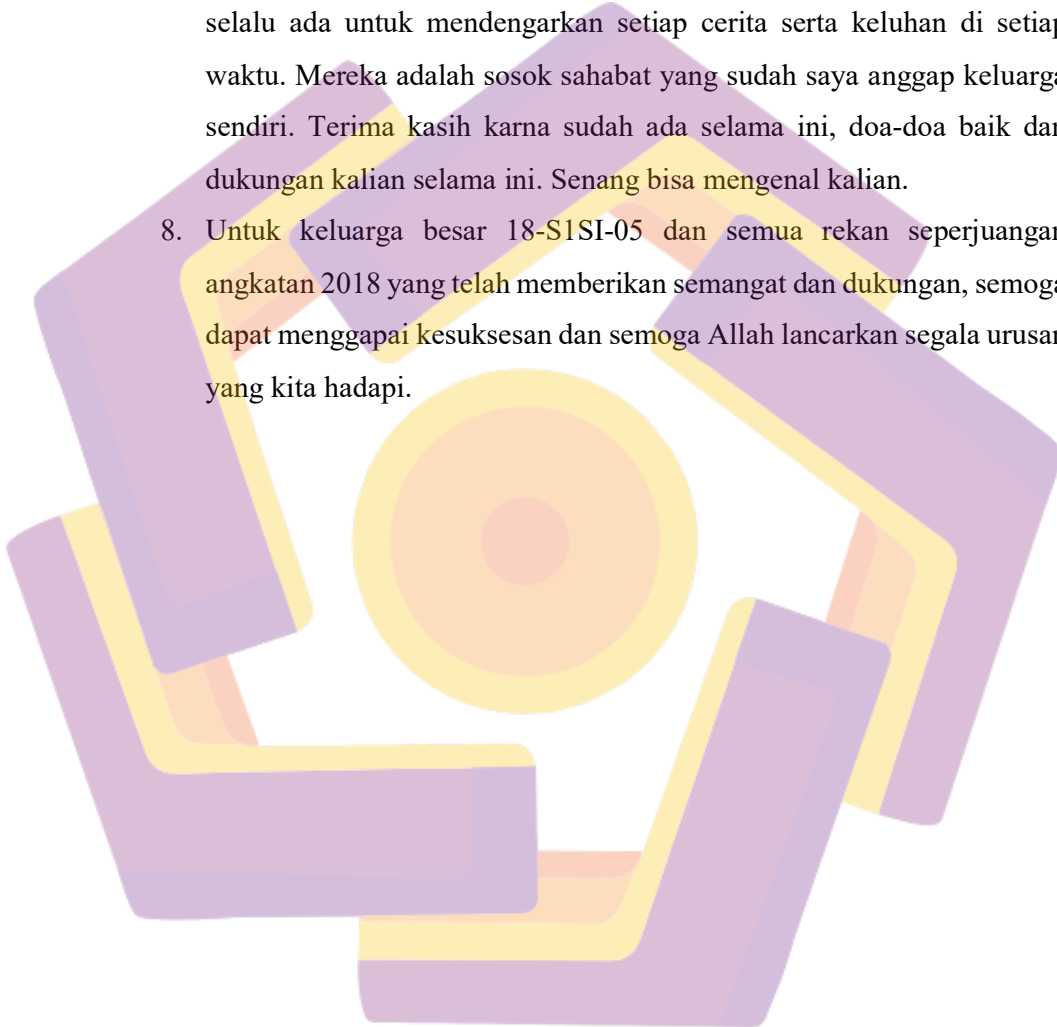 selalu ada untuk mendengarkan setiap cerita serta keluhan di setiap
waktu. Mereka adalah sosok sahabat yang sudah saya anggap keluarga
sendiri. Terima kasih karna sudah ada selama ini, doa-doa baik dan
dukungan kalian selama ini. Senang bisa mengenal kalian.
8. Untuk keluarga besar 18-S1SI-05 dan semua rekan seperjuangan
angkatan 2018 yang telah memberikan semangat dan dukungan, semoga
dapat menggapai kesuksesan dan semoga Allah lancarkan segala urusan
yang kita hadapi.